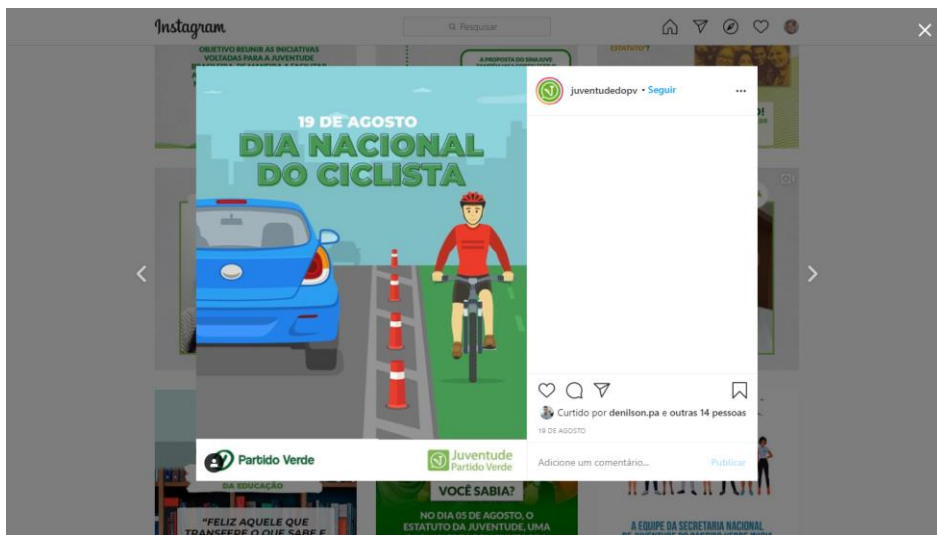 Instagram
Pesquisar
OBJETIVO REUNIR AS INICIATIVAS
VOLTADAS PARA A JUVENTUDE
A PROPOSTA DO SINAJUVE
ESTATUTO"?
19 DE AGOSTO
DIA NACIONAL
DO CICLISTA
Partido Verde
Juventude
Partido Verde
juventudedopv • Seguir
Curtido por denilson.pa e outras 14 pessoas
19 DE AGOSTO
Adicione um comentário...
Publicar
DA EDUCAÇÃO
"FELIZ AQUELE QUE
TRANSFERE O QUE SABE E
VOCÊ SABIA?
NO DIA 05 DE AGOSTO, O
ESTATUTO DA JUVENTUDE, UMA
A EQUIPE DA SECRETARIA NACIONAL